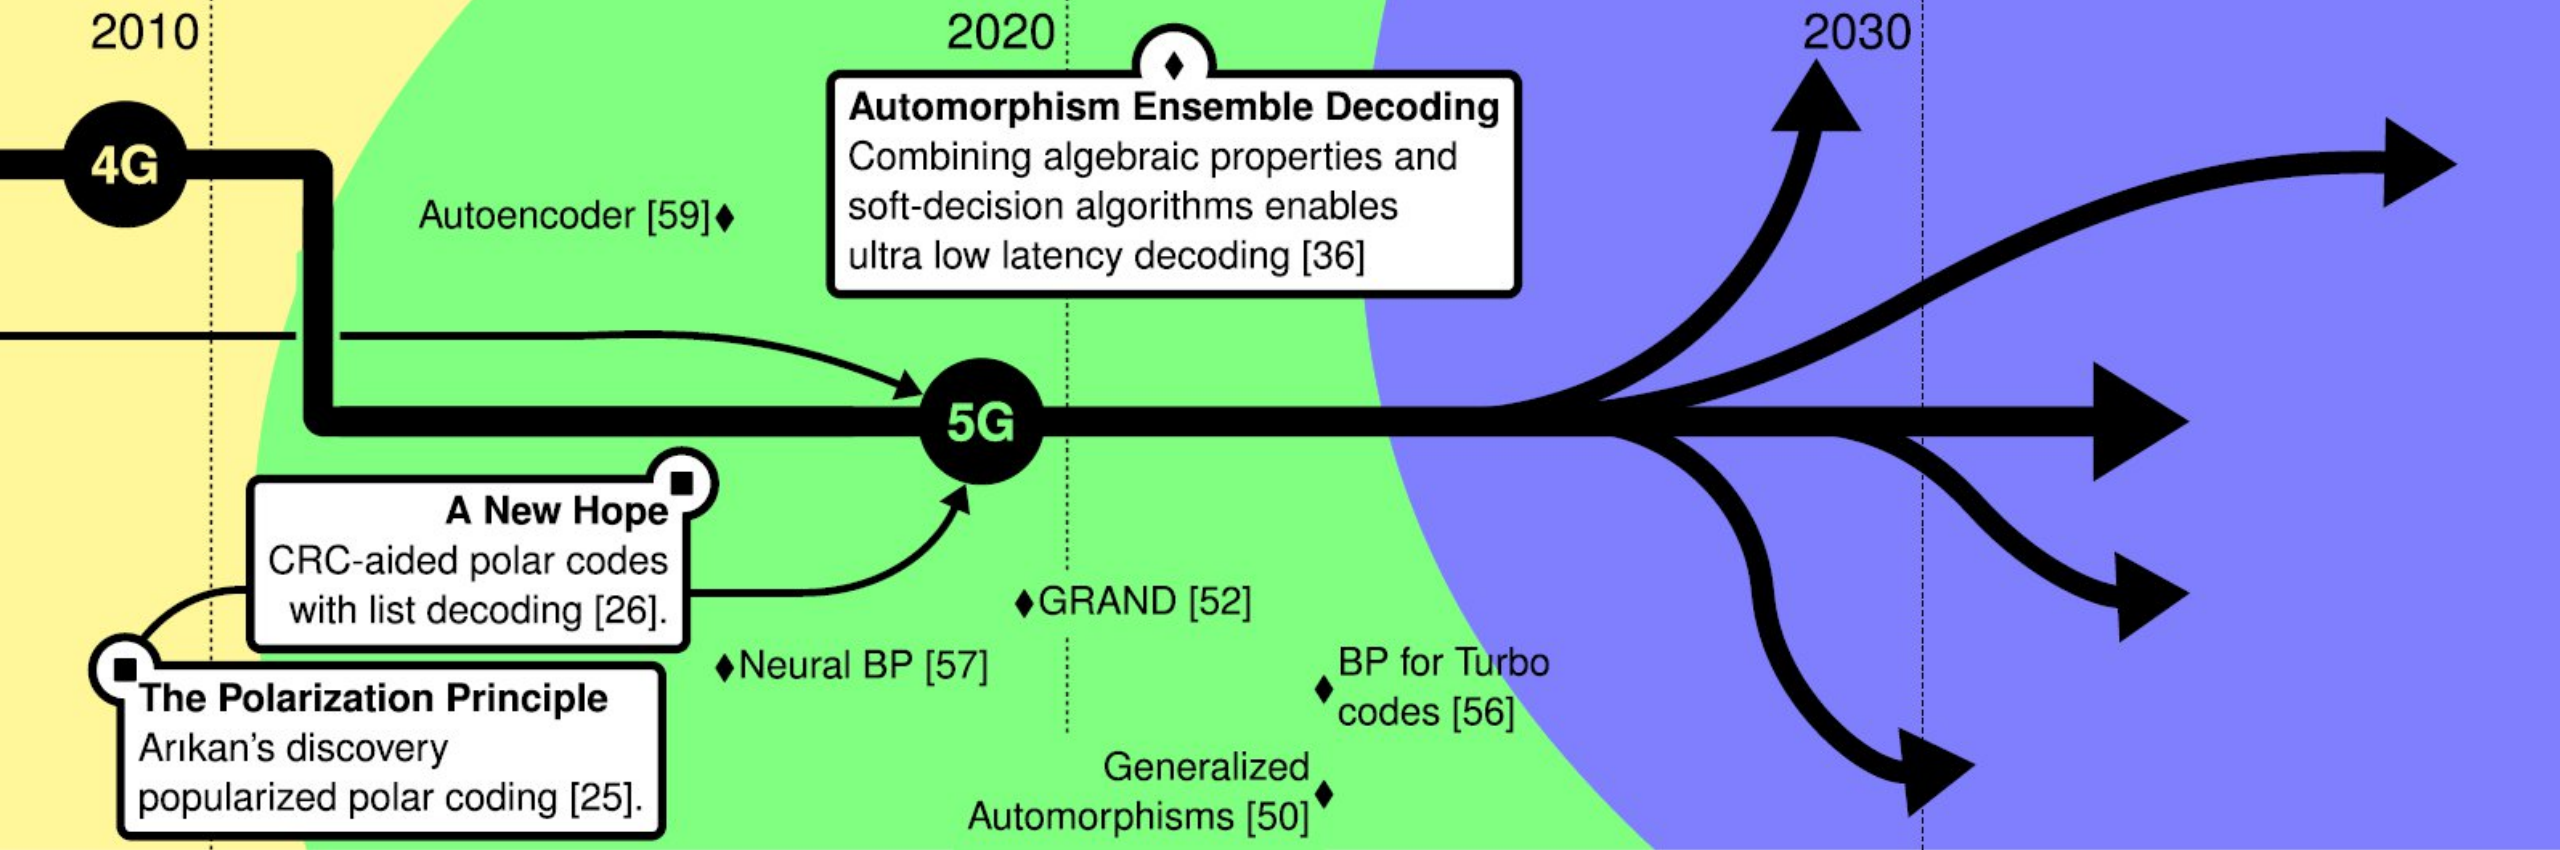 2010
2020
2030
4G
Automorphism Ensemble Decoding
Combining algebraic properties and
soft-decision algorithms enables
ultra low latency decoding [36]
Autoencoder [59]
5G
A New Hope
CRC-aided polar codes
with list decoding [26].
GRAND [52]
Neural BP [57]
BP for Turbo
codes [56]
The Polarization Principle
Arıkan’s discovery
popularized polar coding [25].
Generalized
Automorphisms [50]